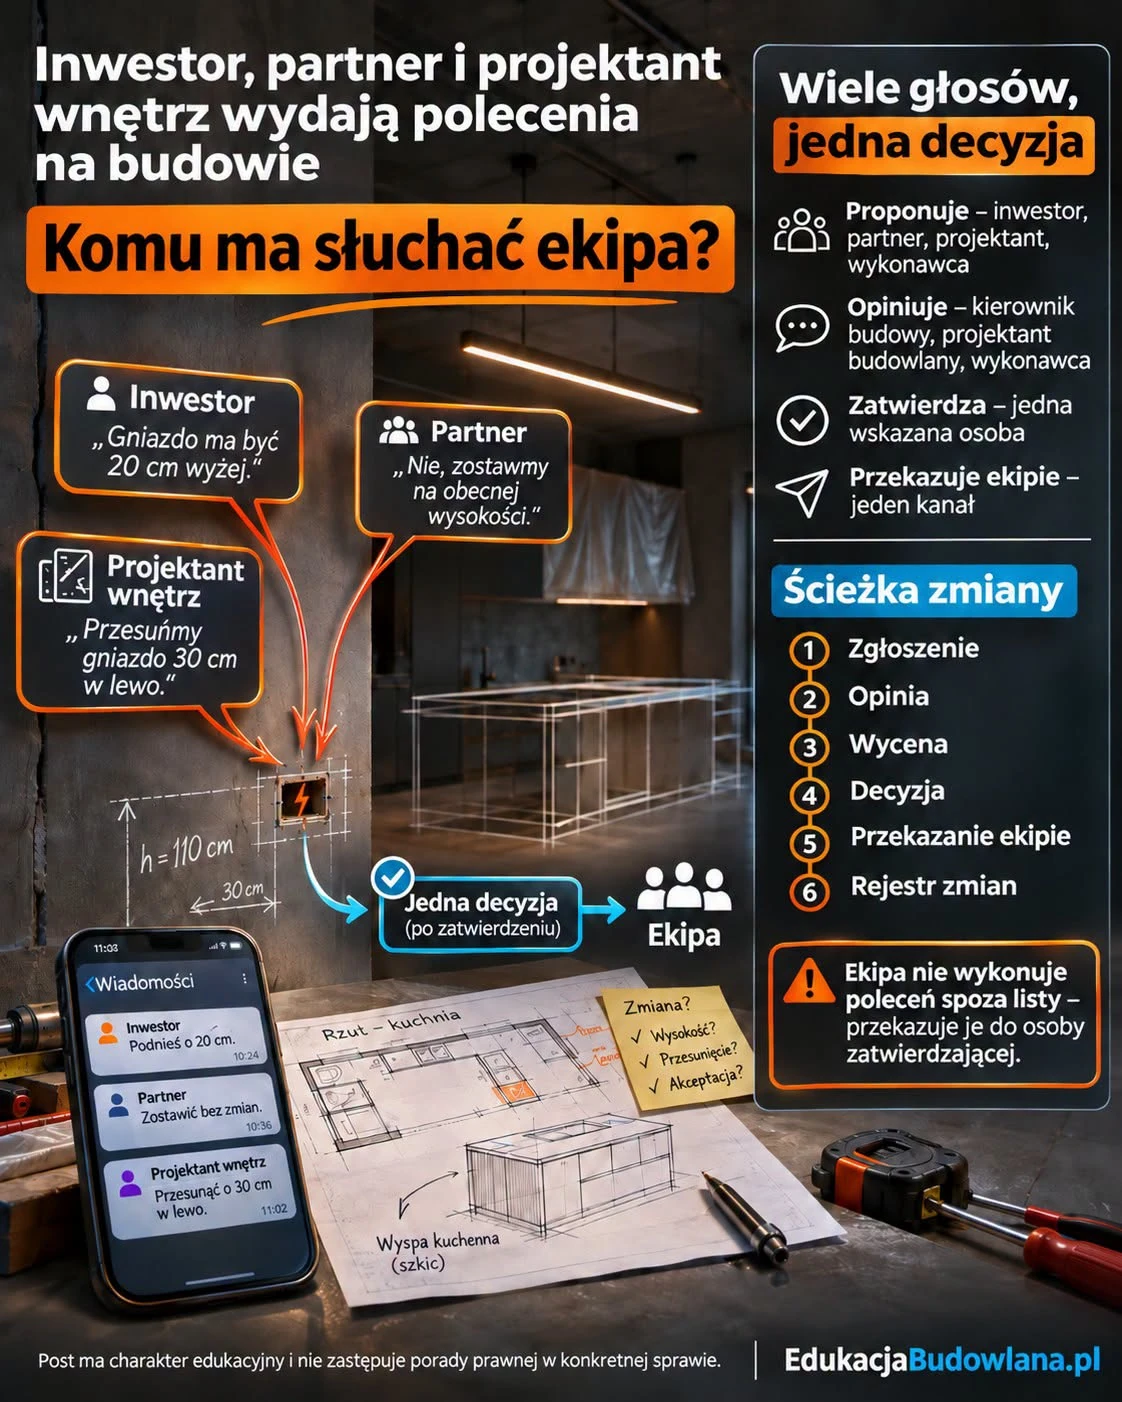 Inwestor, partner i projektant
wnętrz wydają polecenia
na budowie
Komu ma słuchać ekipa?
Inwestor
„Gniazdo ma być
20 cm wyżej.“
Partner
„Nie, zostawmy
na obecnej
wysokości.“
Projektant
wnętrz
„Przesuńmy
gniazdo 30 cm
w lewo.“
h = 110 cm
30 cm
Jedna decyzja
(po zatwierdzeniu)
Ekipa
11:03
Wiadomości
Inwestor
Podnieś o 20 cm.
10:24
Partner
Zostawić bez zmian.
10:36
Projektant wnętrz
Przesunąć o 30 cm
w lewo.
11:02
Rzut – kuchnia
Zmiana?
✓ Wysokość?
✓ Przesunięcie?
✓ Akceptacja?
Wyspa kuchenna
(szkic)
Wiele głosów,
jedna decyzja
Proponuje – inwestor,
partner, projektant,
wykonawca
Opiniuje – kierownik
budowy, projektant
budowlany, wykonawca
Zatwierdza – jedna
wskazana osoba
Przekazuje ekipie –
jeden kanał
Ścieżka zmiany
1 Zgłoszenie
2 Opinia
3 Wycena
4 Decyzja
5 Przekazanie ekipie
6 Rejestr zmian
Ekipa nie wykonuje
poleceń spoza listy –
przekazuje je do osoby
zatwierdzającej.
Post ma charakter edukacyjny i nie zastępuje porady prawnej w konkretnej sprawie.
EdukacjaBudowlana.pl